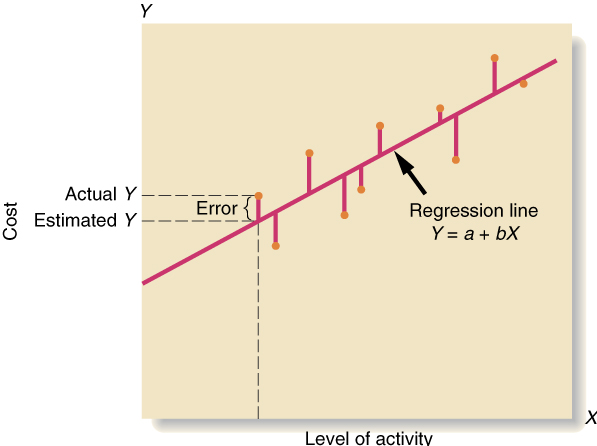 Y
Actual Y
Error
Estimated Y
Cost
Regression line
Y = a + bX
X
Level of activity